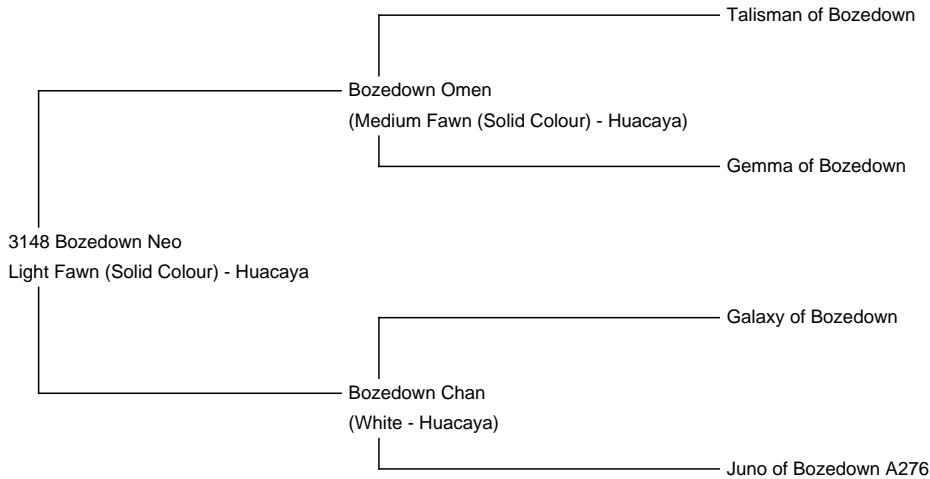 Talisman of Bozedown
Bozedown Omen
(Medium Fawn (Solid Colour) - Huacaya)
Gemma of Bozedown
3148 Bozedown Neo
Light Fawn (Solid Colour) - Huacaya
Galaxy of Bozedown
Bozedown Chan
(White - Huacaya)
Juno of Bozedown A276